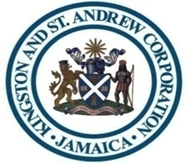 KINGSTON AND ST. ANDREW CORPORATION
· JAMAICA ·